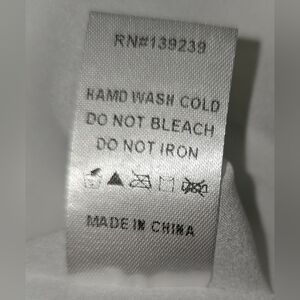 RN#139239
HAMD WASH COLD
DO NOT BLEACH
DO NOT IRON
MADE IN CHINA